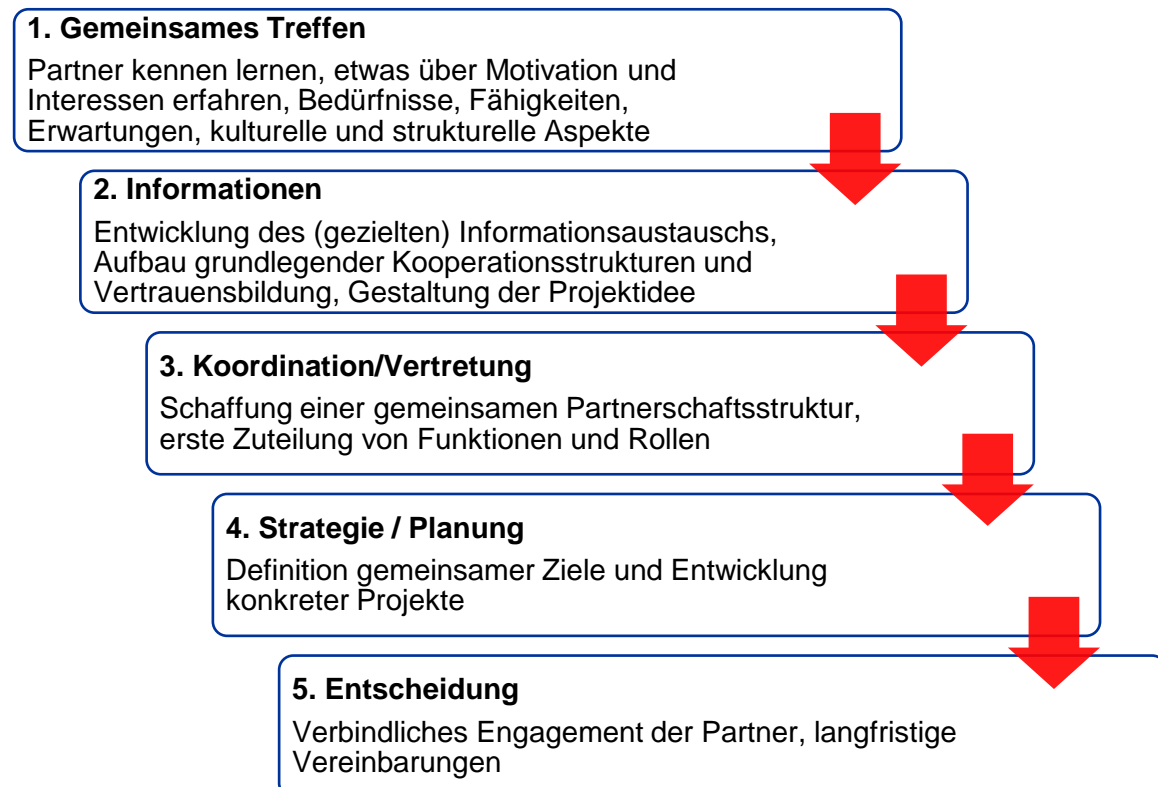 1. Gemeinsames Treffen
Partner kennen lernen, etwas über Motivation und
Interessen erfahren, Bedürfnisse, Fähigkeiten,
Erwartungen, kulturelle und strukturelle Aspekte
2. Informationen
Entwicklung des (gezielten) Informationsaustauschs,
Aufbau grundlegender Kooperationsstrukturen und
Vertrauensbildung, Gestaltung der Projektidee
3. Koordination/Vertretung
Schaffung einer gemeinsamen Partnerschaftsstruktur,
erste Zuteilung von Funktionen und Rollen
4. Strategie / Planung
Definition gemeinsamer Ziele und Entwicklung
konkreter Projekte
5. Entscheidung
Verbindliches Engagement der Partner, langfristige
Vereinbarungen